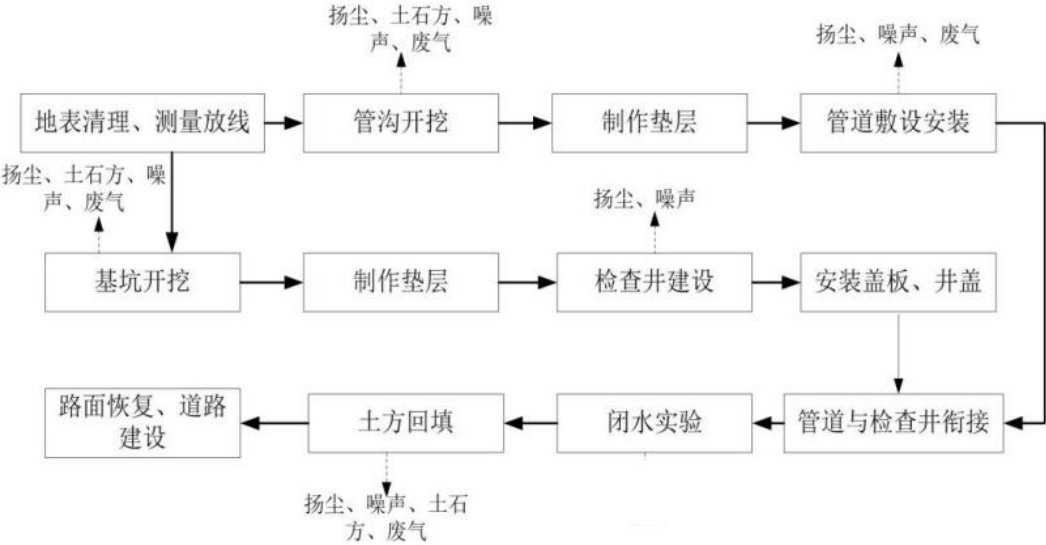 扬尘、土石方、噪
声、废气
扬尘、噪声、废气
地表清理、测量放线
管沟开挖
制作垫层
管道敷设安装
扬尘、土石方、噪
声、废气
扬尘、噪声
基坑开挖
制作垫层
检查井建设
安装盖板、井盖
路面恢复、道路
建设
土方回填
闭水实验
管道与检查井衔接
扬尘、噪声、土石
方、废气